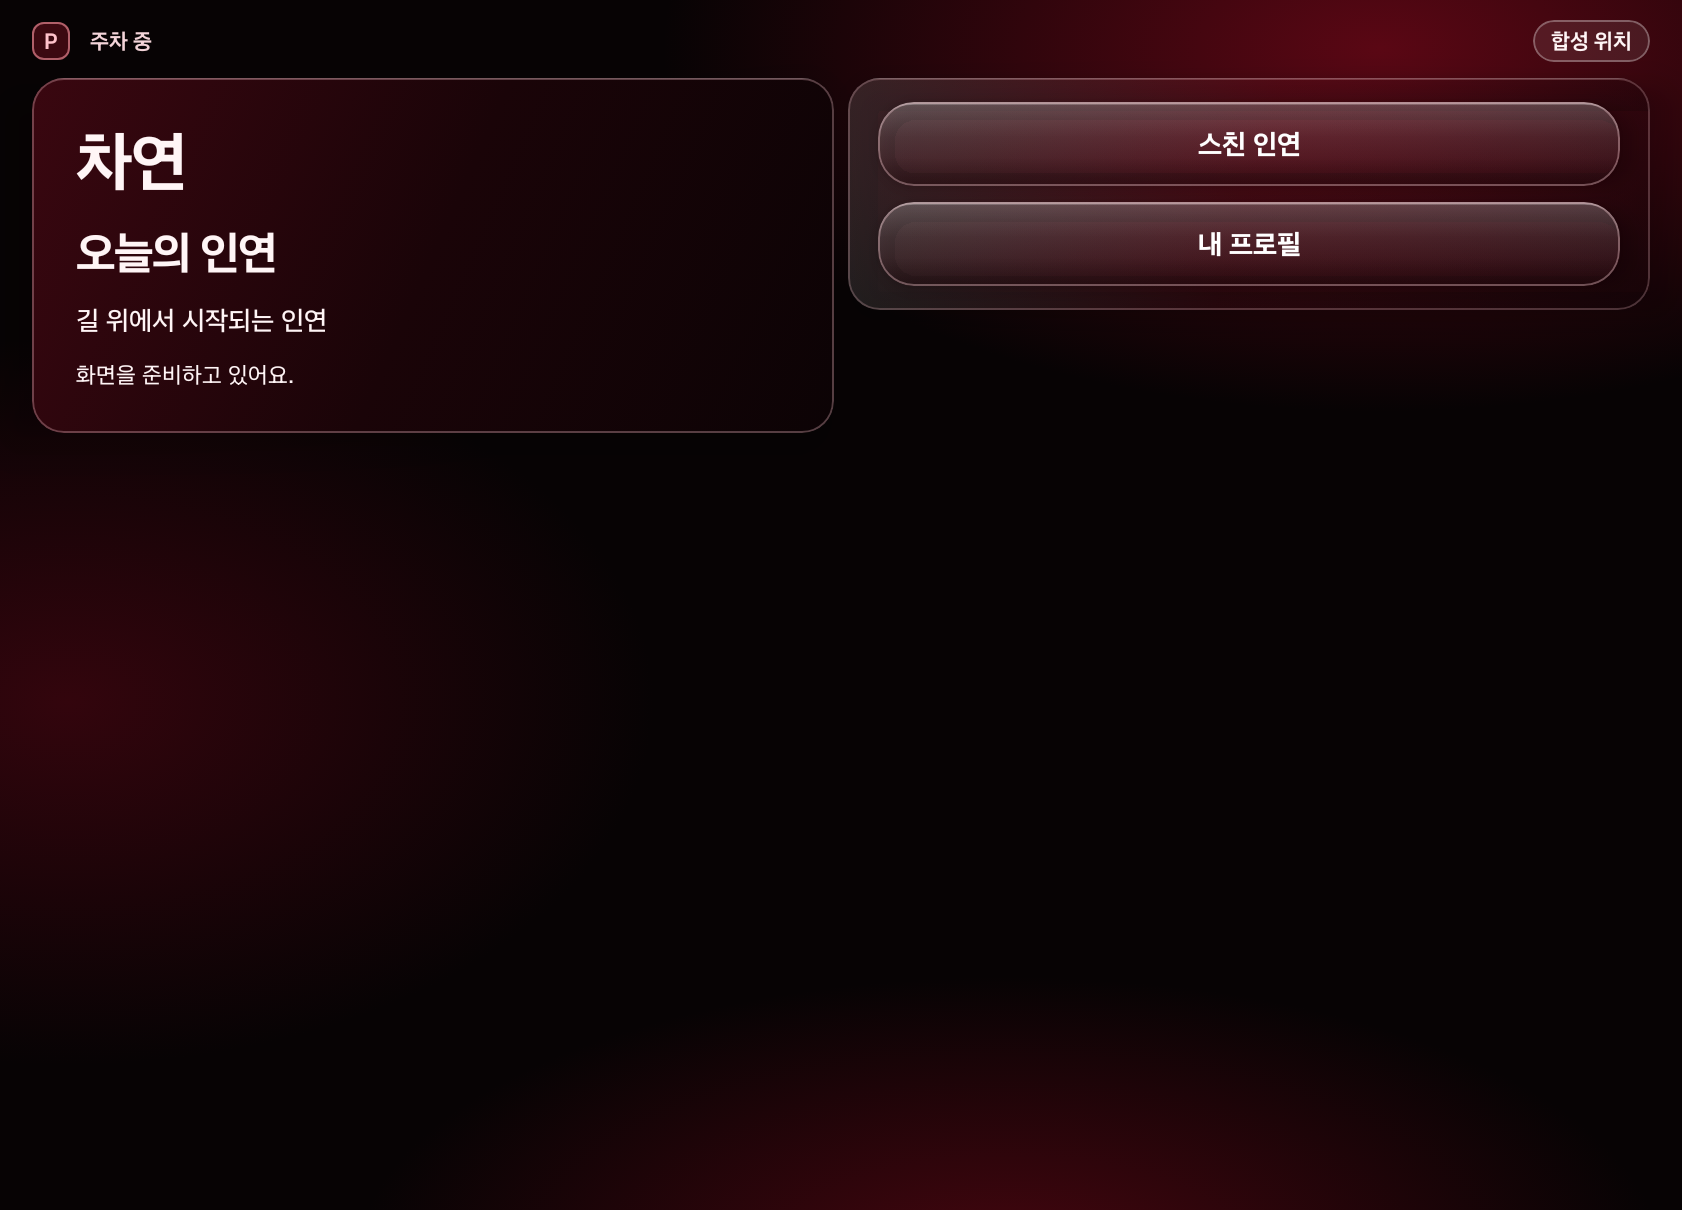 P 주차 중
합성 위치
차연
오늘의 인연
길 위에서 시작되는 인연
화면을 준비하고 있어요.
스친 인연
내 프로필